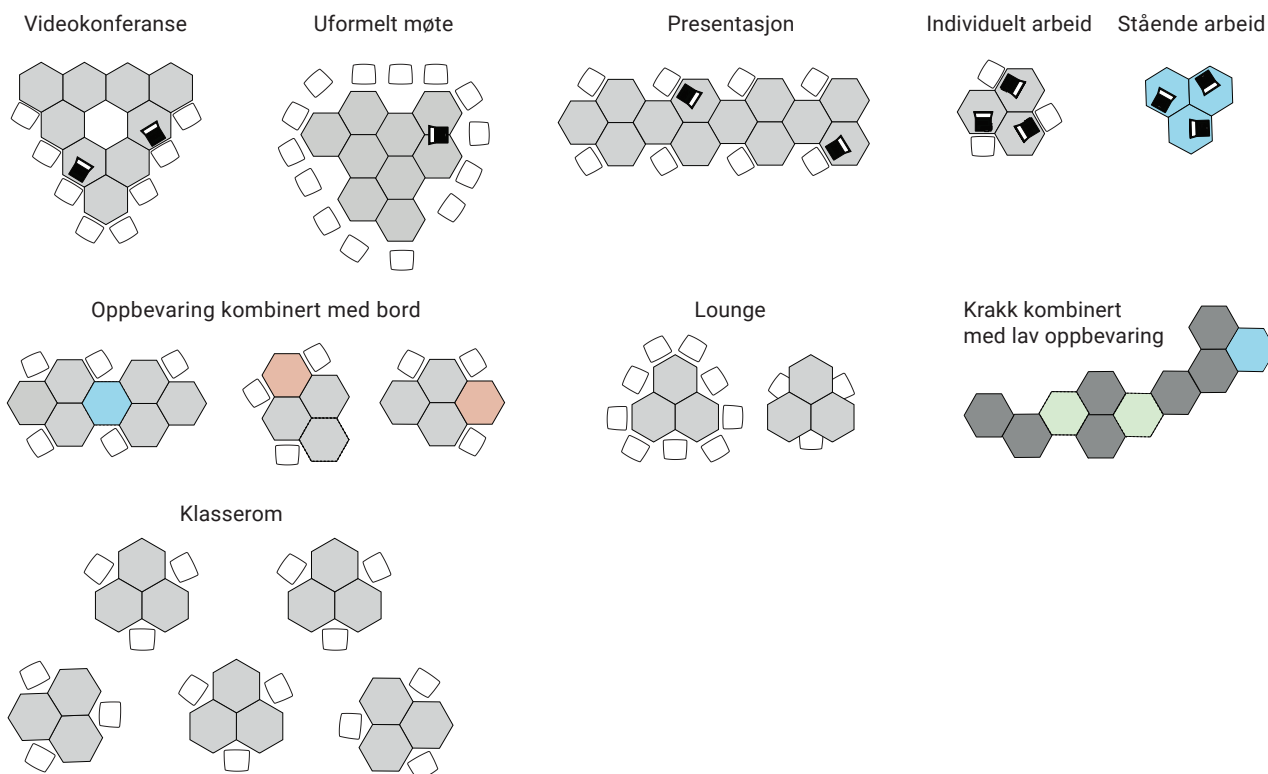 Videokonferanse
Uformelt møte
Presentasjon
Individuelt arbeid
Stående arbeid
Oppbevaring kombinert med bord
Lounge
Krakk kombinert
med lav oppbevaring
Klasserom